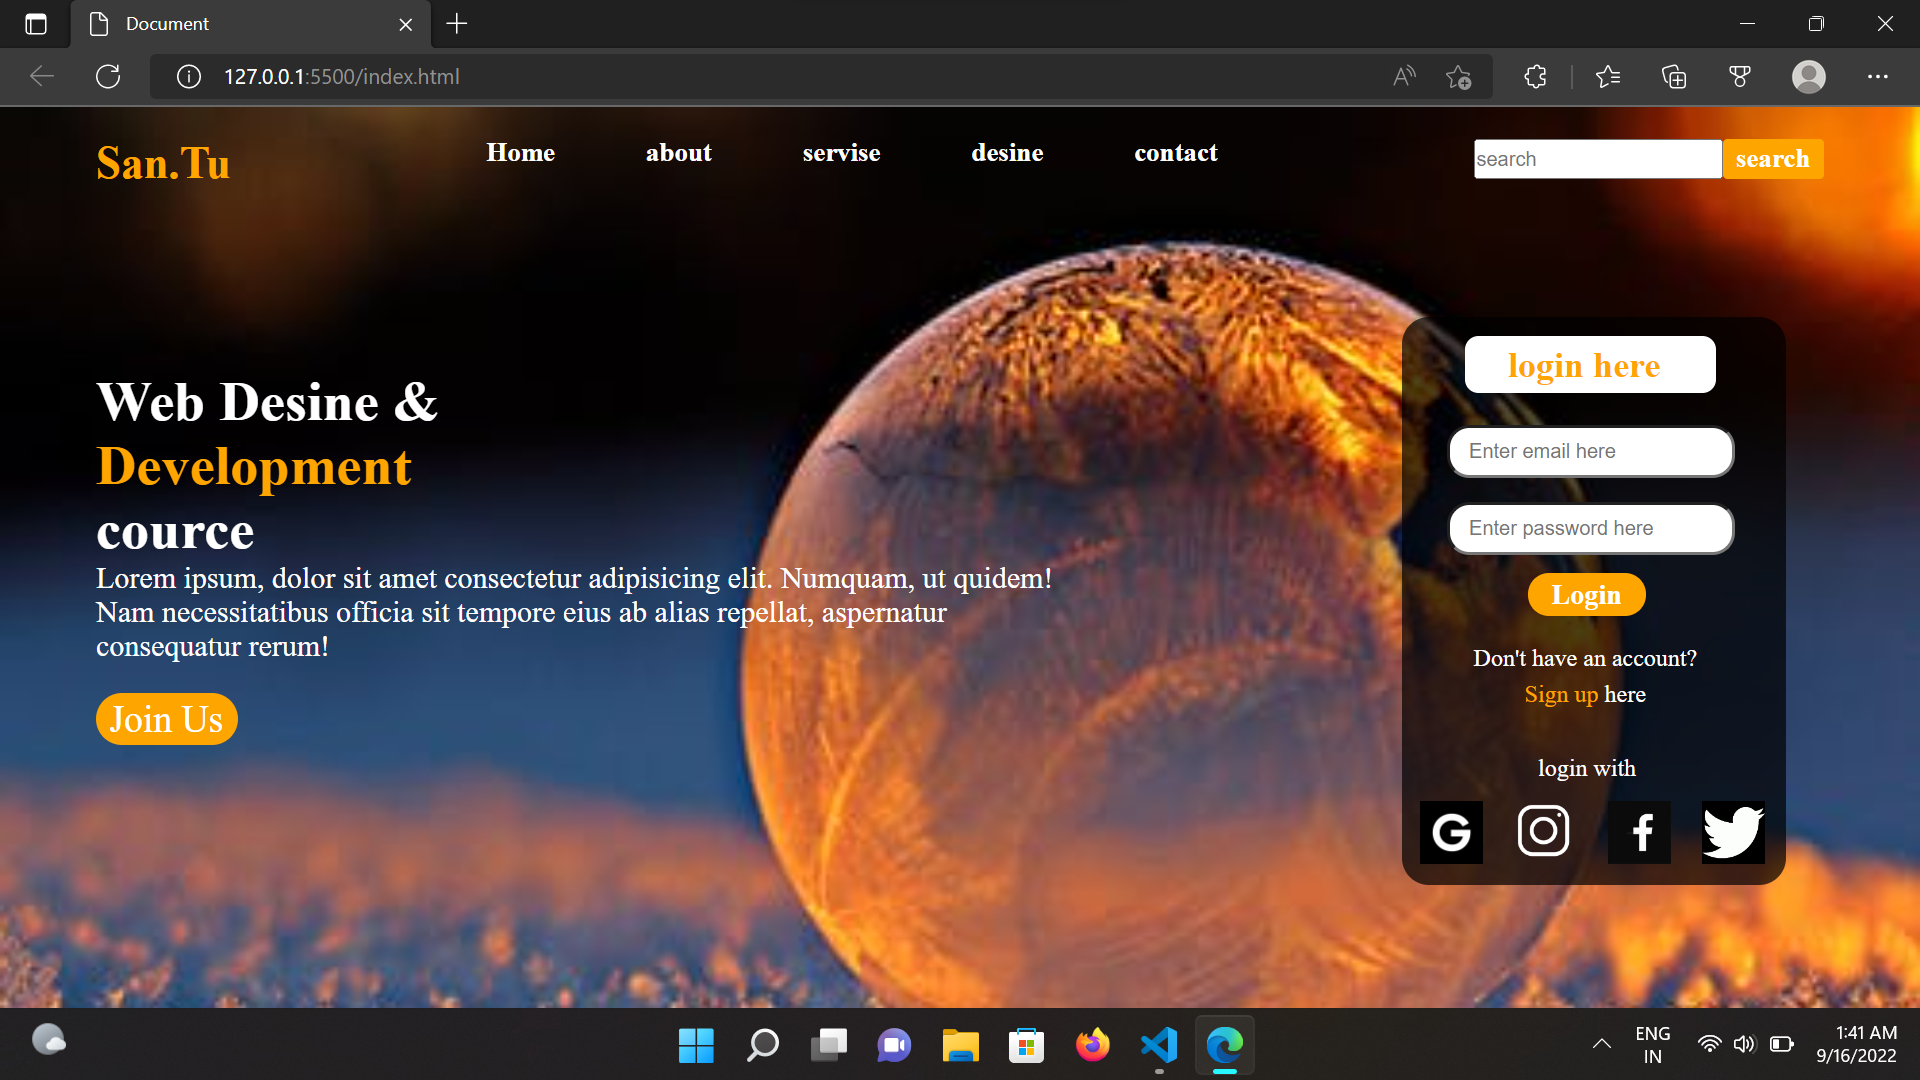 Document
127.0.0.1:5500/index.html
San.Tu
Home
about
servise
desine
contact
search
search
Web Desine &
Development
cource
Lorem ipsum, dolor sit amet consectetur adipisicing elit. Numquam, ut quidem!
Nam necessitatibus officia sit tempore eius ab alias repellat, aspernatur
consequatur rerum!
Join Us
login here
Enter email here
Enter password here
Login
Don't have an account?
Sign up here
login with
G
f
ENG
IN
1:41 AM
9/16/2022